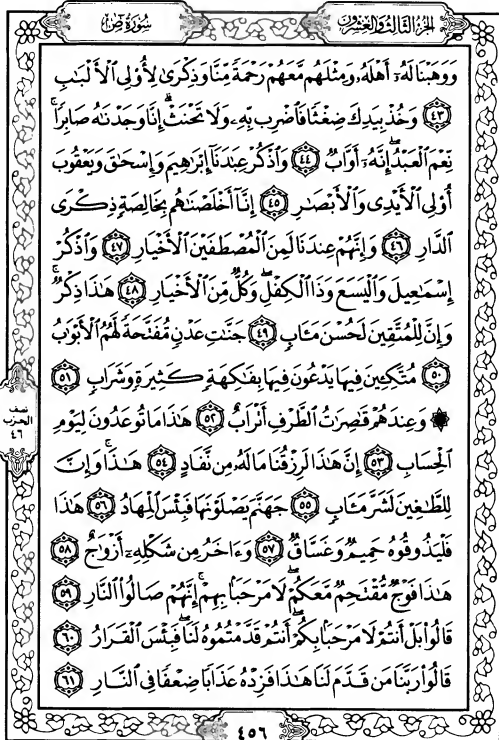 الجزء الثالث والعشرون
سورة ص
وَوَهَبْنَا لَهُۥٓ أَهْلَهُۥ وَمِثْلَهُم مَّعَهُمْ رَحْمَةً مِّنَّا وَذِكْرَىٰ لِأُو۟لِى ٱلْأَلْبَٰبِ
٤٣ وَخُذْ بِيَدِكَ ضِغْثًا فَٱضْرِب بِّهِۦ وَلَا تَحْنَثْ ۗ إِنَّا وَجَدْنَٰهُ صَابِرًا ۚ
نِّعْمَ ٱلْعَبْدُ ۖ إِنَّهُۥٓ أَوَّابٌ ٤٤ وَٱذْكُرْ عِبَٰدَنَآ إِبْرَٰهِيمَ وَإِسْحَٰقَ وَيَعْقُوبَ
أُو۟لِى ٱلْأَيْدِى وَٱلْأَبْصَٰرِ ٤٥ إِنَّآ أَخْلَصْنَٰهُم بِخَالِصَةٍ ذِكْرَى
ٱلدَّارِ ٤٦ وَإِنَّهُمْ عِندَنَا لَمِنَ ٱلْمُصْطَفَيْنَ ٱلْأَخْيَارِ ٤٧ وَٱذْكُرْ
إِسْمَٰعِيلَ وَٱلْيَسَعَ وَذَا ٱلْكِفْلِ ۖ وَكُلٌّ مِّنَ ٱلْأَخْيَارِ ٤٨ هَٰذَا ذِكْرٌ ۚ
وَإِنَّ لِلْمُتَّقِينَ لَحُسْنَ مَـَٔابٍ ٤٩ جَنَّٰتِ عَدْنٍ مُّفَتَّحَةً لَّهُمُ ٱلْأَبْوَٰبُ
٥٠ مُتَّكِـِٔينَ فِيهَا يَدْعُونَ فِيهَا بِفَٰكِهَةٍ كَثِيرَةٍ وَشَرَابٍ ٥١
۞ وَعِندَهُمْ قَٰصِرَٰتُ ٱلطَّرْفِ أَتْرَابٌ ٥٢ هَٰذَا مَا تُوعَدُونَ لِيَوْمِ
نصف
الحزب
٤٦
ٱلْحِسَابِ ٥٣ إِنَّ هَٰذَا لَرِزْقُنَا مَا لَهُۥ مِن نَّفَادٍ ٥٤ هَٰذَا ۚ وَإِنَّ
لِلطَّٰغِينَ لَشَرَّ مَـَٔابٍ ٥٥ جَهَنَّمَ يَصْلَوْنَهَا فَبِئْسَ ٱلْمِهَادُ ٥٦ هَٰذَا
فَلْيَذُوقُوهُ حَمِيمٌ وَغَسَّاقٌ ٥٧ وَءَاخَرُ مِن شَكْلِهِۦٓ أَزْوَٰجٌ ٥٨
هَٰذَا فَوْجٌ مُّقْتَحِمٌ مَّعَكُمْ ۖ لَا مَرْحَبًۢا بِهِمْ ۚ إِنَّهُمْ صَالُوا۟ ٱلنَّارِ ٥٩
قَالُوا۟ بَلْ أَنتُمْ لَا مَرْحَبًۢا بِكُمْ ۖ أَنتُمْ قَدَّمْتُمُوهُ لَنَا ۖ فَبِئْسَ ٱلْقَرَارُ ٦٠
قَالُوا۟ رَبَّنَا مَن قَدَّمَ لَنَا هَٰذَا فَزِدْهُ عَذَابًا ضِعْفًا فِى ٱلنَّارِ ٦١
٤٥٦